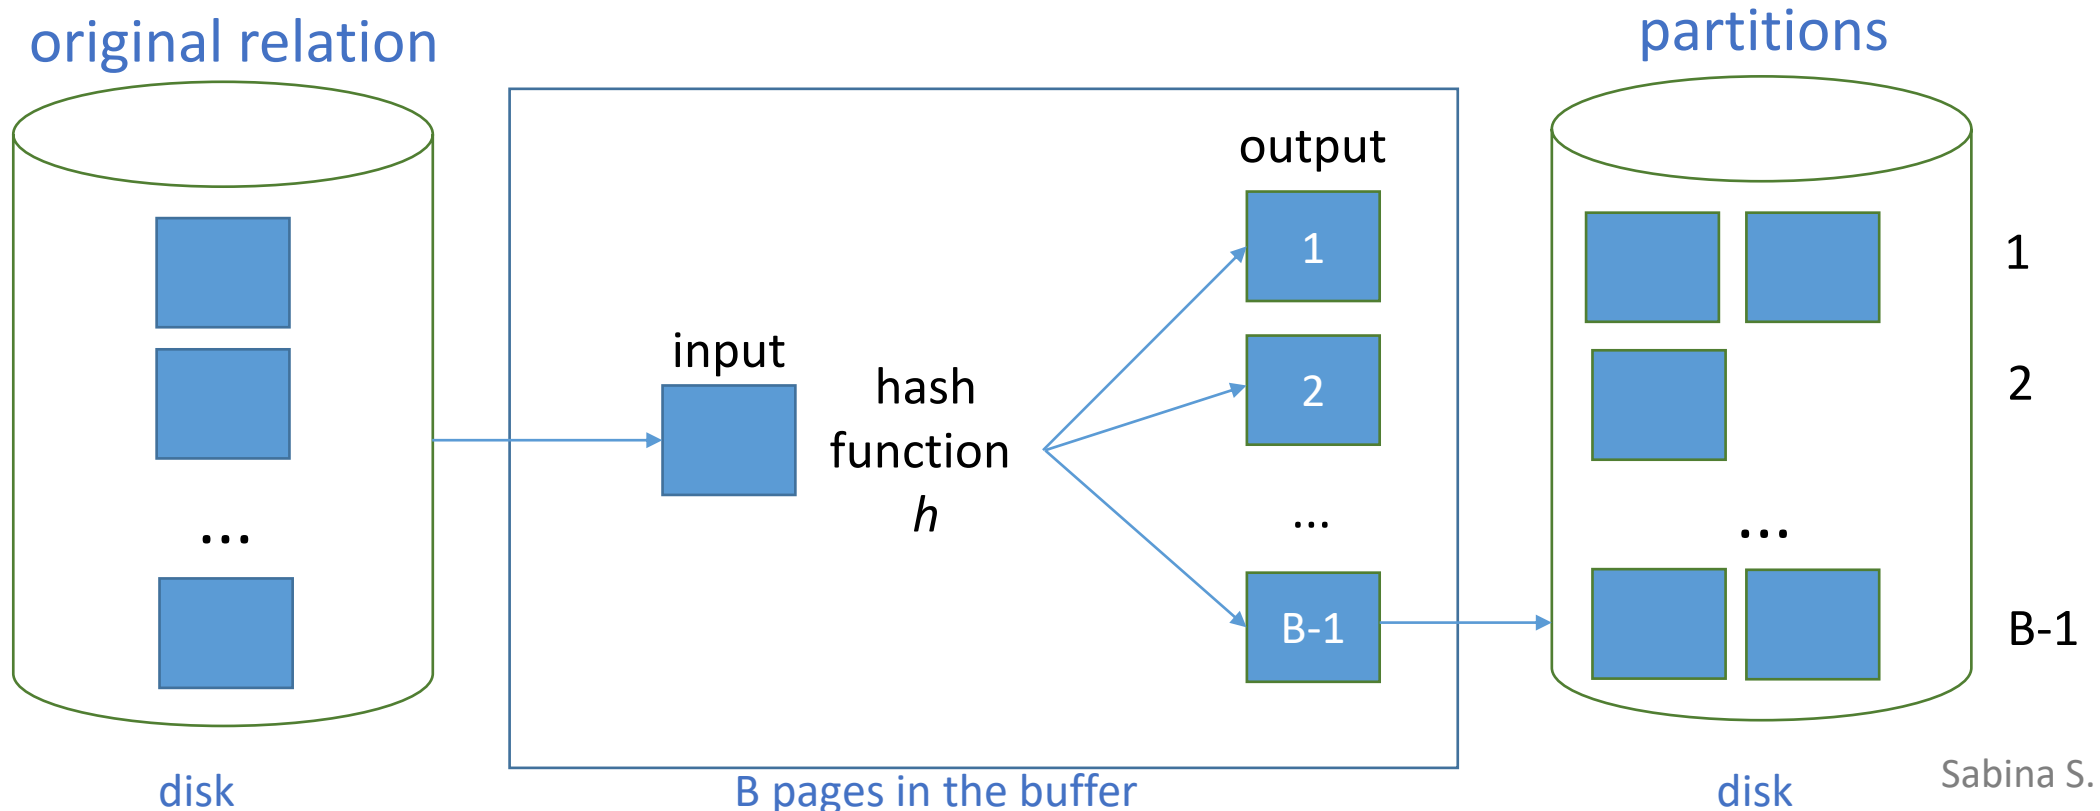 original relation
partitions
output
1
1
input
hash
function
h
2
2
...
...
...
B-1
B-1
disk
B pages in the buffer
disk
Sabina S.